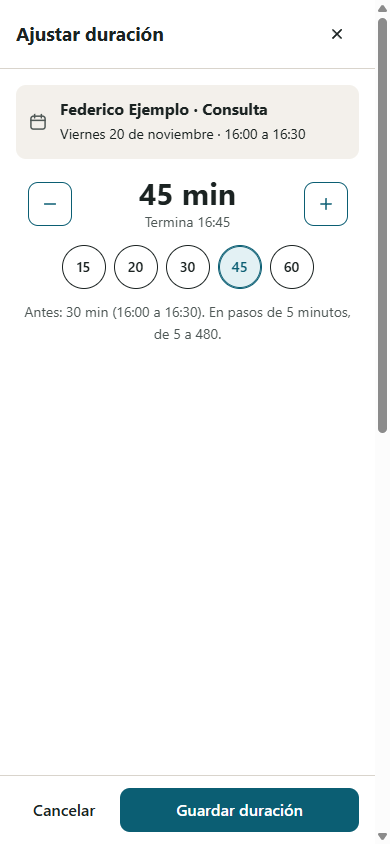 Ajustar duración
Federico Ejemplo · Consulta
Viernes 20 de noviembre · 16:00 a 16:30
45 min
Termina 16:45
15 20 30 45 60
Antes: 30 min (16:00 a 16:30). En pasos de 5 minutos,
de 5 a 480.
Cancelar Guardar duración